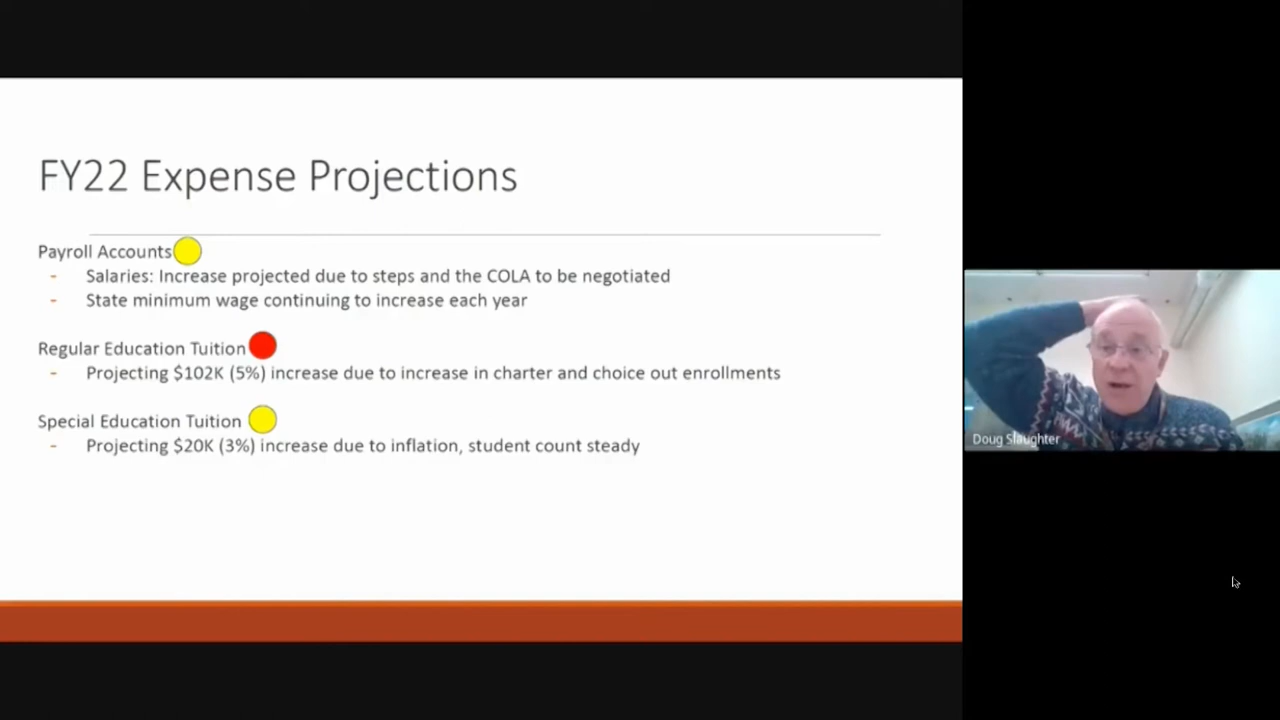 FY22 Expense Projections
Payroll Accounts
- Salaries: Increase projected due to steps and the COLA to be negotiated
- State minimum wage continuing to increase each year
Regular Education Tuition
- Projecting $102K (5%) increase due to increase in charter and choice out enrollments
Special Education Tuition
- Projecting $20K (3%) increase due to inflation, student count steady
Doug Slaughter